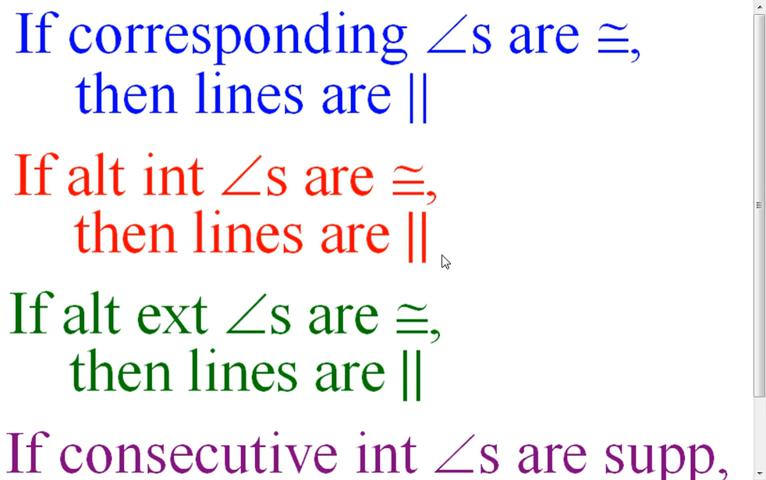 If corresponding ∠s are ≅,
then lines are ||
If alt int ∠s are ≅,
then lines are ||
If alt ext ∠s are ≅,
then lines are ||
If consecutive int ∠s are supp,